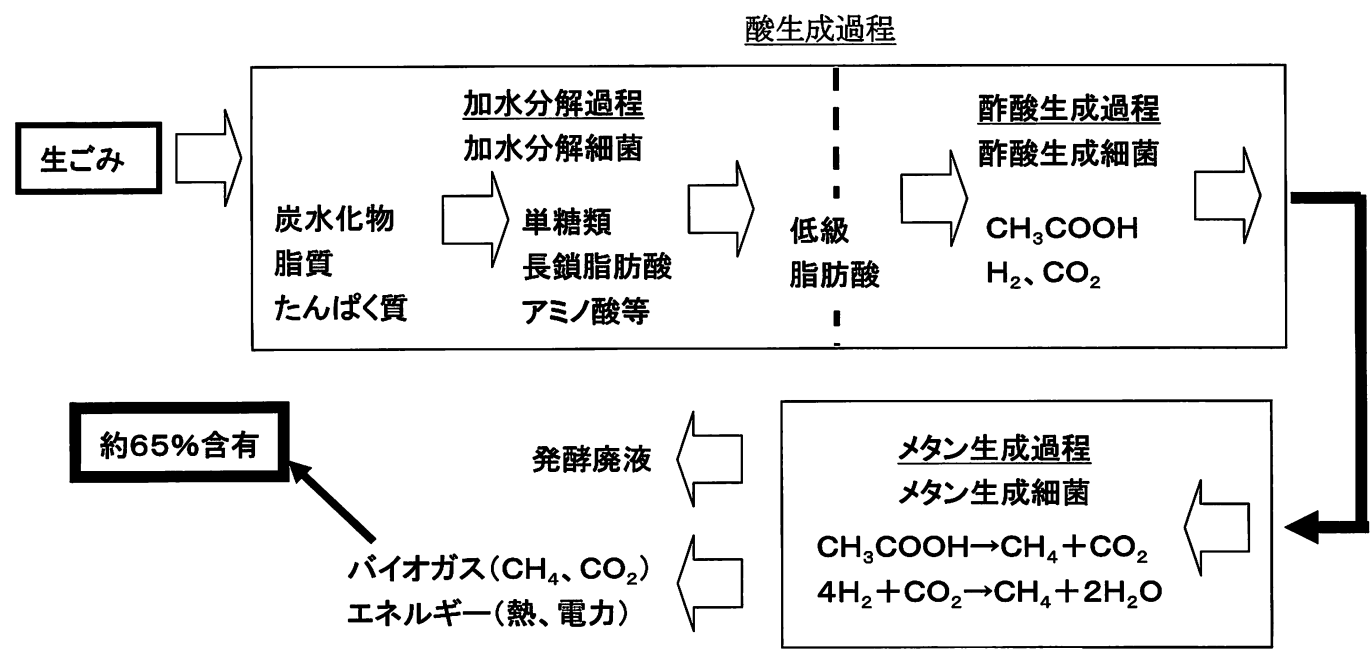 酸生成過程
生ごみ
加水分解過程
加水分解細菌
炭水化物
脂質
たんぱく質
単糖類
長鎖脂肪酸
アミノ酸等
低級
脂肪酸
酢酸生成過程
酢酸生成細菌
CH₃COOH
H₂、CO₂
メタン生成過程
メタン生成細菌
CH₃COOH→CH₄＋CO₂
4H₂＋CO₂→CH₄＋2H₂O
発酵廃液
バイオガス（CH₄、CO₂）
エネルギー（熱、電力）
約65％含有